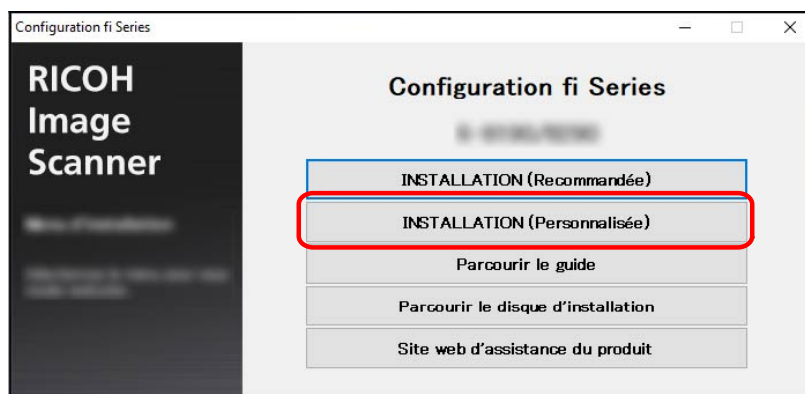 Configuration fi Series
RICOH
Image
Scanner
Configuration fi Series
INSTALLATION (Recommandée)
INSTALLATION (Personnalisée)
Parcourir le guide
Parcourir le disque d'installation
Site web d'assistance du produit